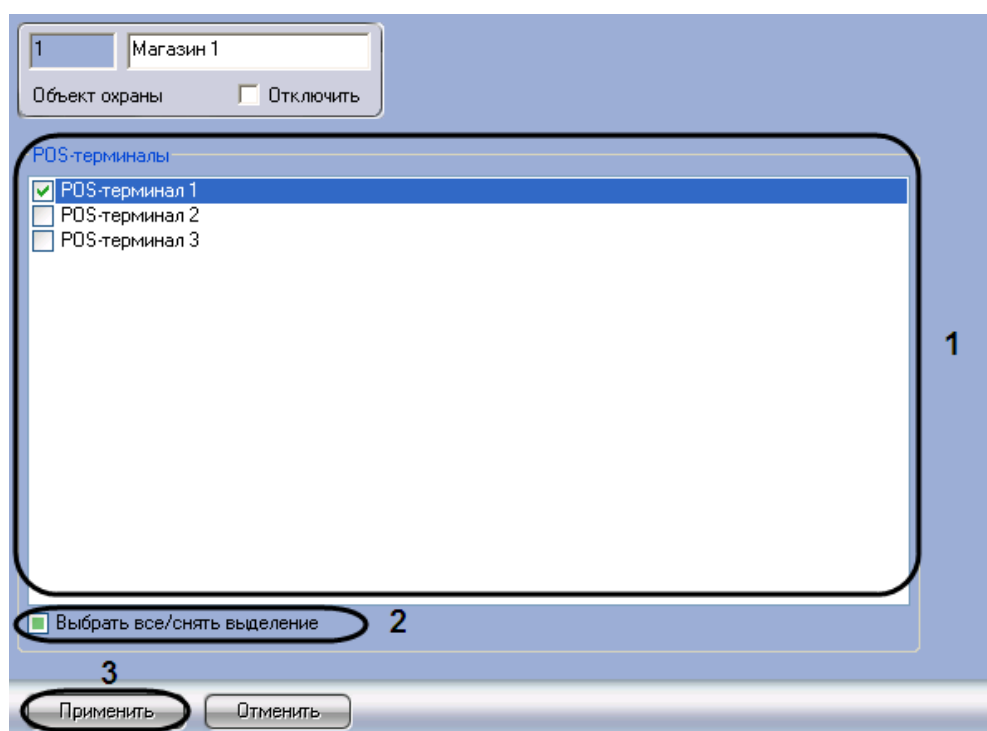 1 Магазин 1
Объект охраны Отключить
POS-терминалы
POS-терминал 1
POS-терминал 2
POS-терминал 3
1
Выбрать все/снять выделение 2
3
Применить Отменить